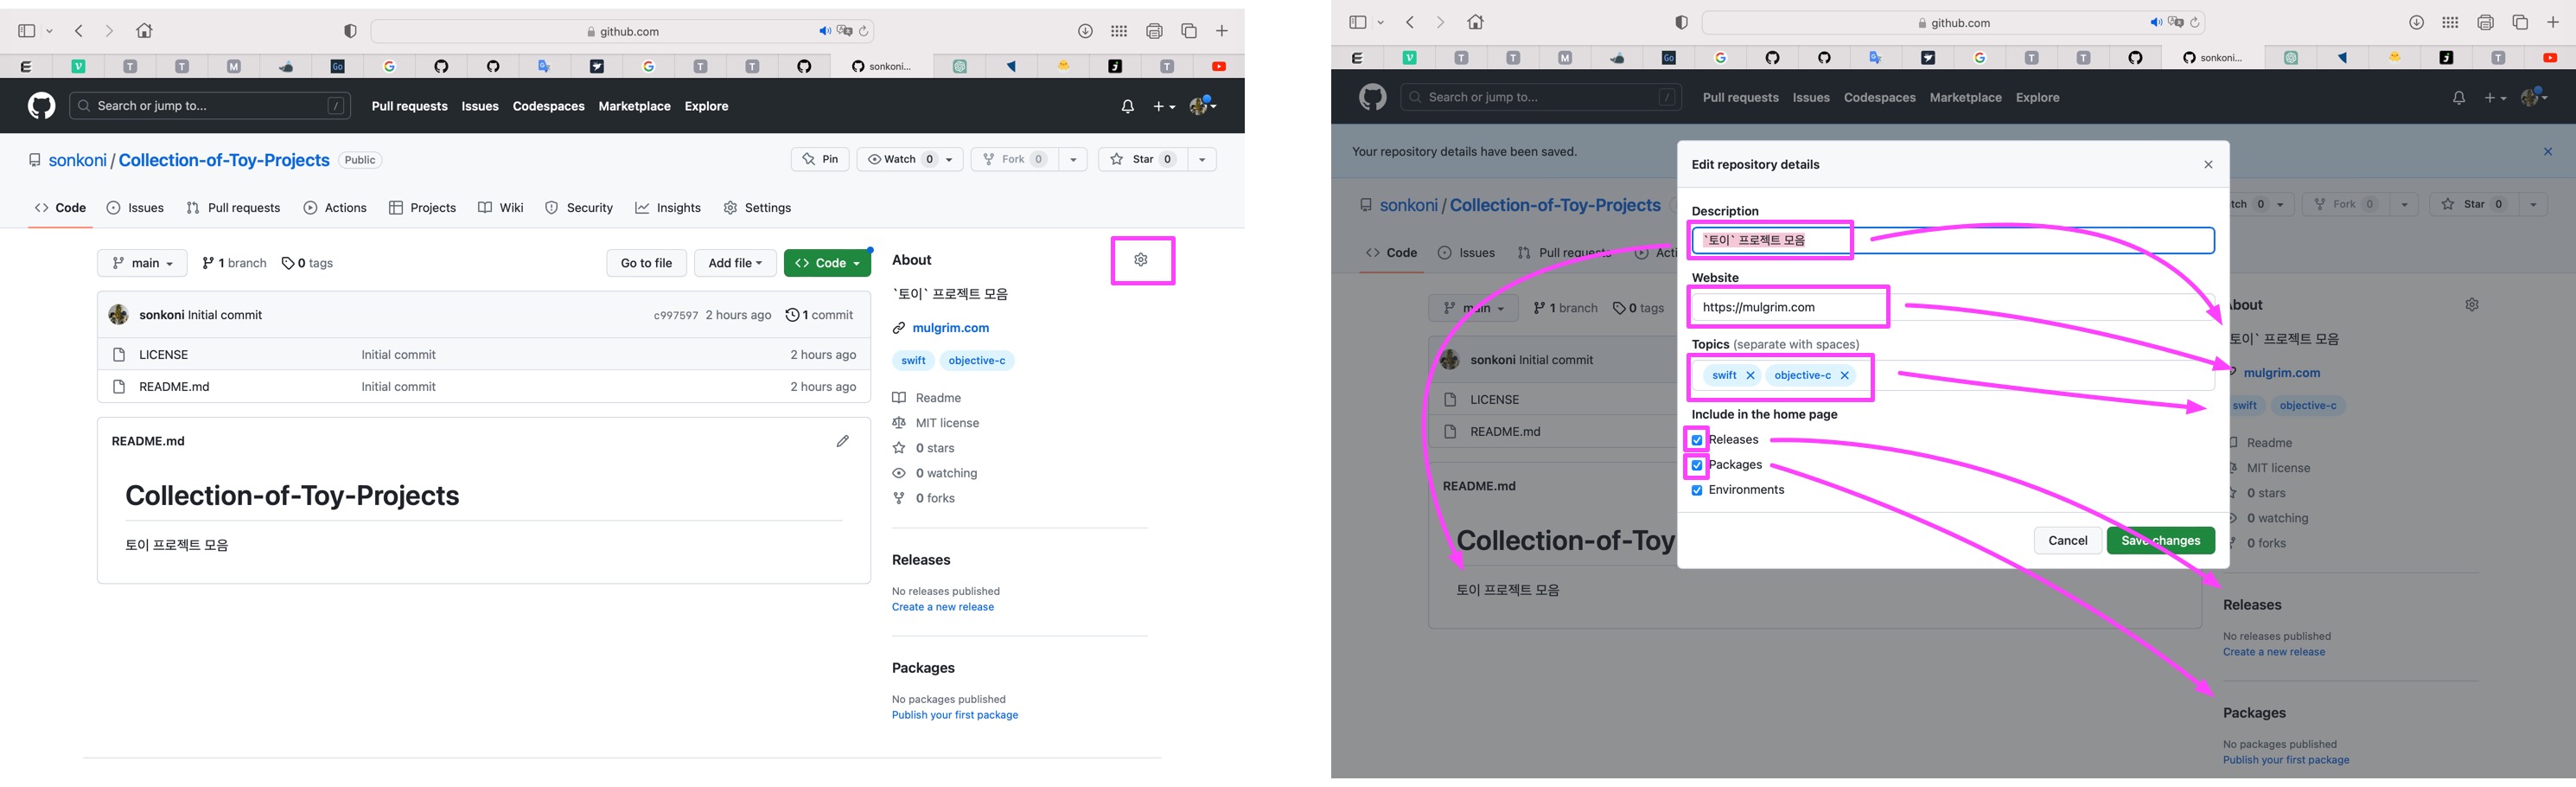 github.com
sonkoni...
Search or jump to...
/
Pull requests
Issues
Codespaces
Marketplace
Explore
sonkoni / Collection-of-Toy-Projects
Public
Pin
Watch 0
Fork 0
Star 0
Code
Issues
Pull requests
Actions
Projects
Wiki
Security
Insights
Settings
main
1 branch
0 tags
Go to file
Add file
Code
sonkoni Initial commit
c997597 2 hours ago
1 commit
LICENSE
Initial commit
2 hours ago
README.md
Initial commit
2 hours ago
README.md
Collection-of-Toy-Projects
토이 프로젝트 모음
About
`토이` 프로젝트 모음
mulgrim.com
swift
objective-c
Readme
MIT license
0 stars
0 watching
0 forks
Releases
No releases published
Create a new release
Packages
No packages published
Publish your first package
github.com
sonkoni...
Search or jump to...
/
Pull requests
Issues
Codespaces
Marketplace
Explore
Your repository details have been saved.
sonkoni / Collection-of-Toy-Projects
tch 0
Fork 0
Star 0
Code
Issues
Pull requests
Acti
main
1 branch
0 tags
sonkoni Initial commit
LICENSE
README.md
README.md
Collection-of-Toy
토이 프로젝트 모음
Edit repository details
Description
`토이` 프로젝트 모음
Website
https://mulgrim.com
Topics (separate with spaces)
swift
objective-c
Include in the home page
Releases
Packages
Environments
Cancel
Save changes
About
토이` 프로젝트 모음
mulgrim.com
swift
objective-c
Readme
MIT license
0 stars
0 watching
0 forks
Releases
No releases published
Create a new release
Packages
No packages published
Publish your first package